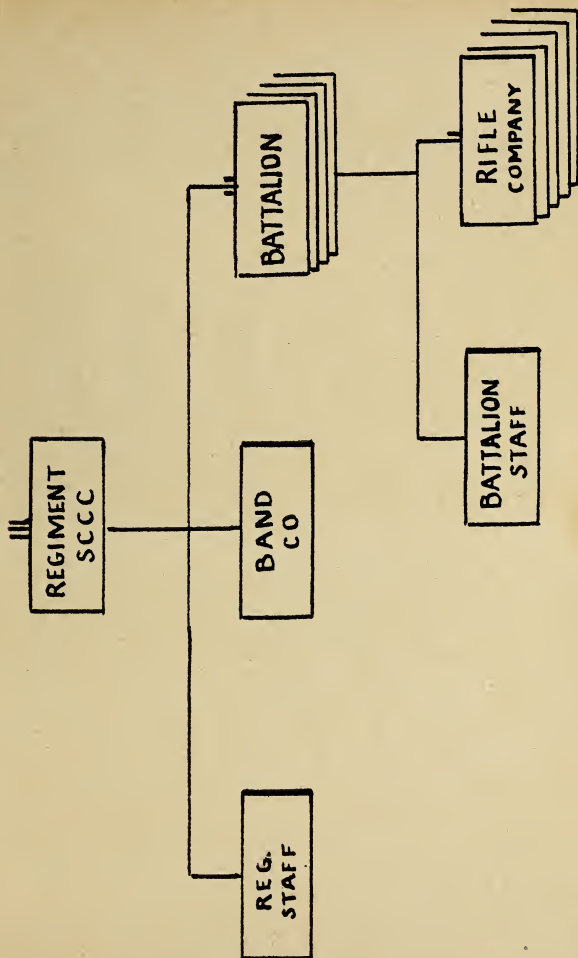 REGIMENT
SCCC
REG.
STAFF
BAND
CO
BATTALION
BATTALION
STAFF
RIFLE
COMPANY